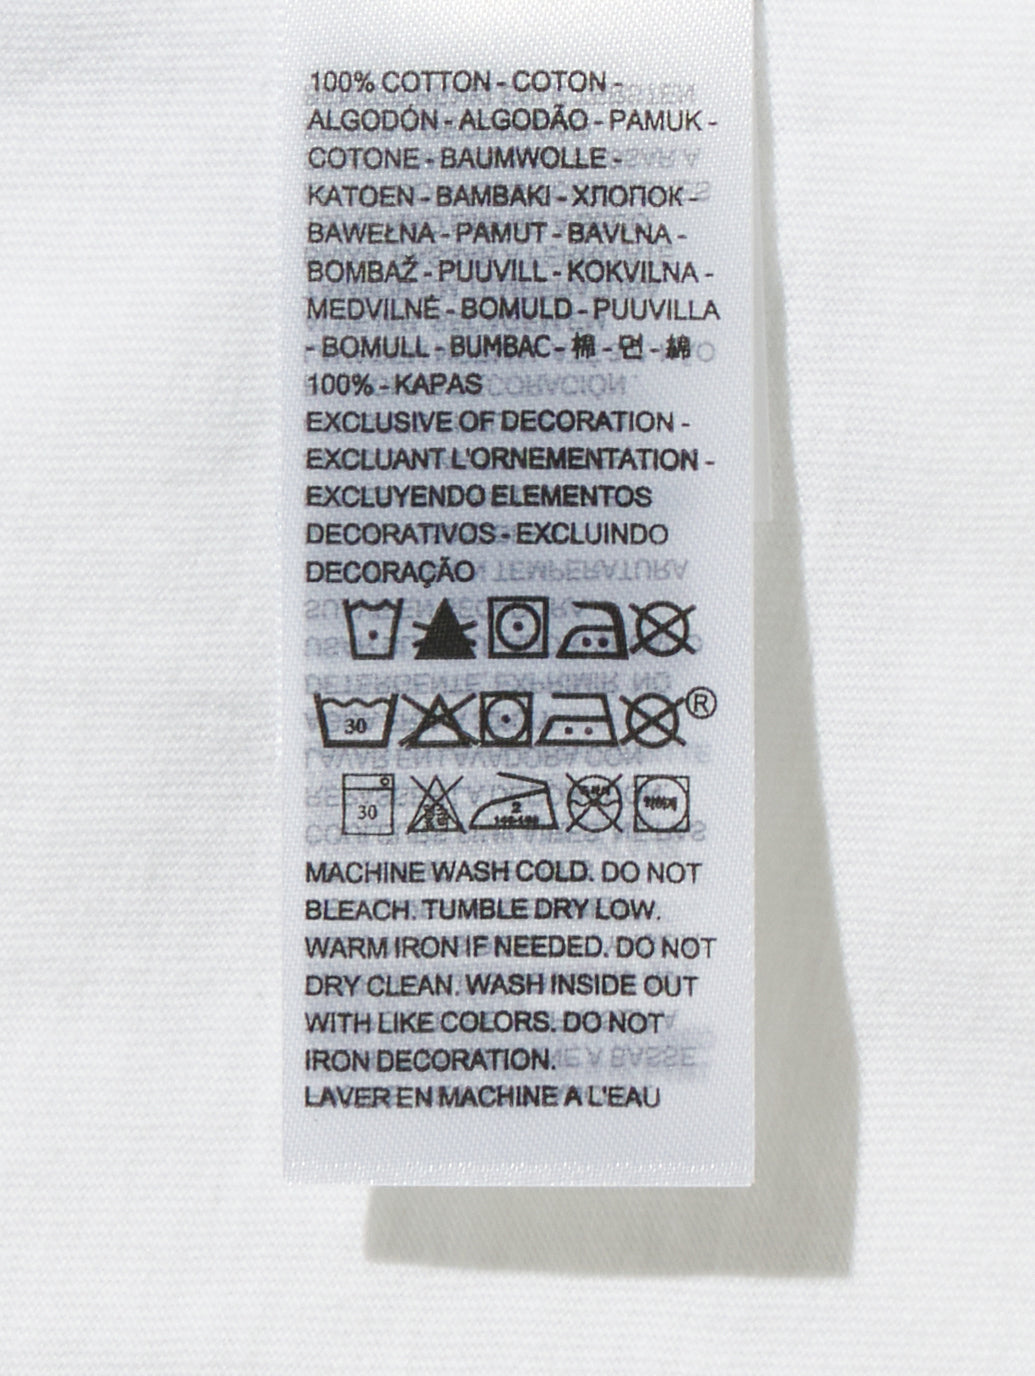 100% COTTON - COTON -
ALGODÓN - ALGODÃO - PAMUK -
COTONE - BAUMWOLLE -
KATOEN - BAMBAKI - ХЛОПОК -
BAWEŁNA - PAMUT - BAVLNA -
BOMBAŽ - PUUVILL - KOKVILNA -
MEDVILNĖ - BOMULD - PUUVILLA
- BOMULL - BUMBAC - 棉 - 면 - 綿
100% - KAPAS
EXCLUSIVE OF DECORATION -
EXCLUANT L'ORNEMENTATION -
EXCLUYENDO ELEMENTOS
DECORATIVOS - EXCLUINDO
DECORAÇÃO
30 ®
30 2
MACHINE WASH COLD. DO NOT
BLEACH. TUMBLE DRY LOW.
WARM IRON IF NEEDED. DO NOT
DRY CLEAN. WASH INSIDE OUT
WITH LIKE COLORS. DO NOT
IRON DECORATION.
LAVER EN MACHINE A L'EAU